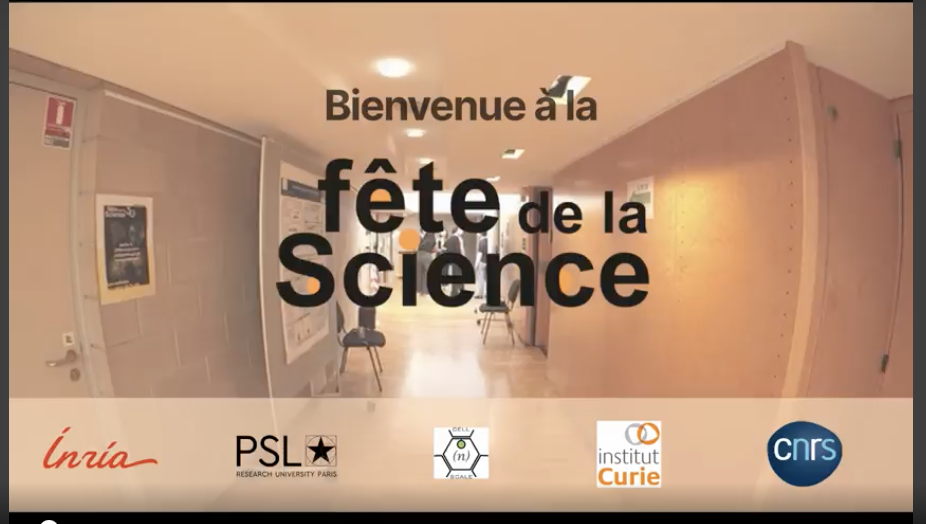 Bienvenue à la
fête de la
Science
Inria
PSL
RESEARCH UNIVERSITY PARIS
CELL
(n)
SCALE
institut
Curie
cnrs